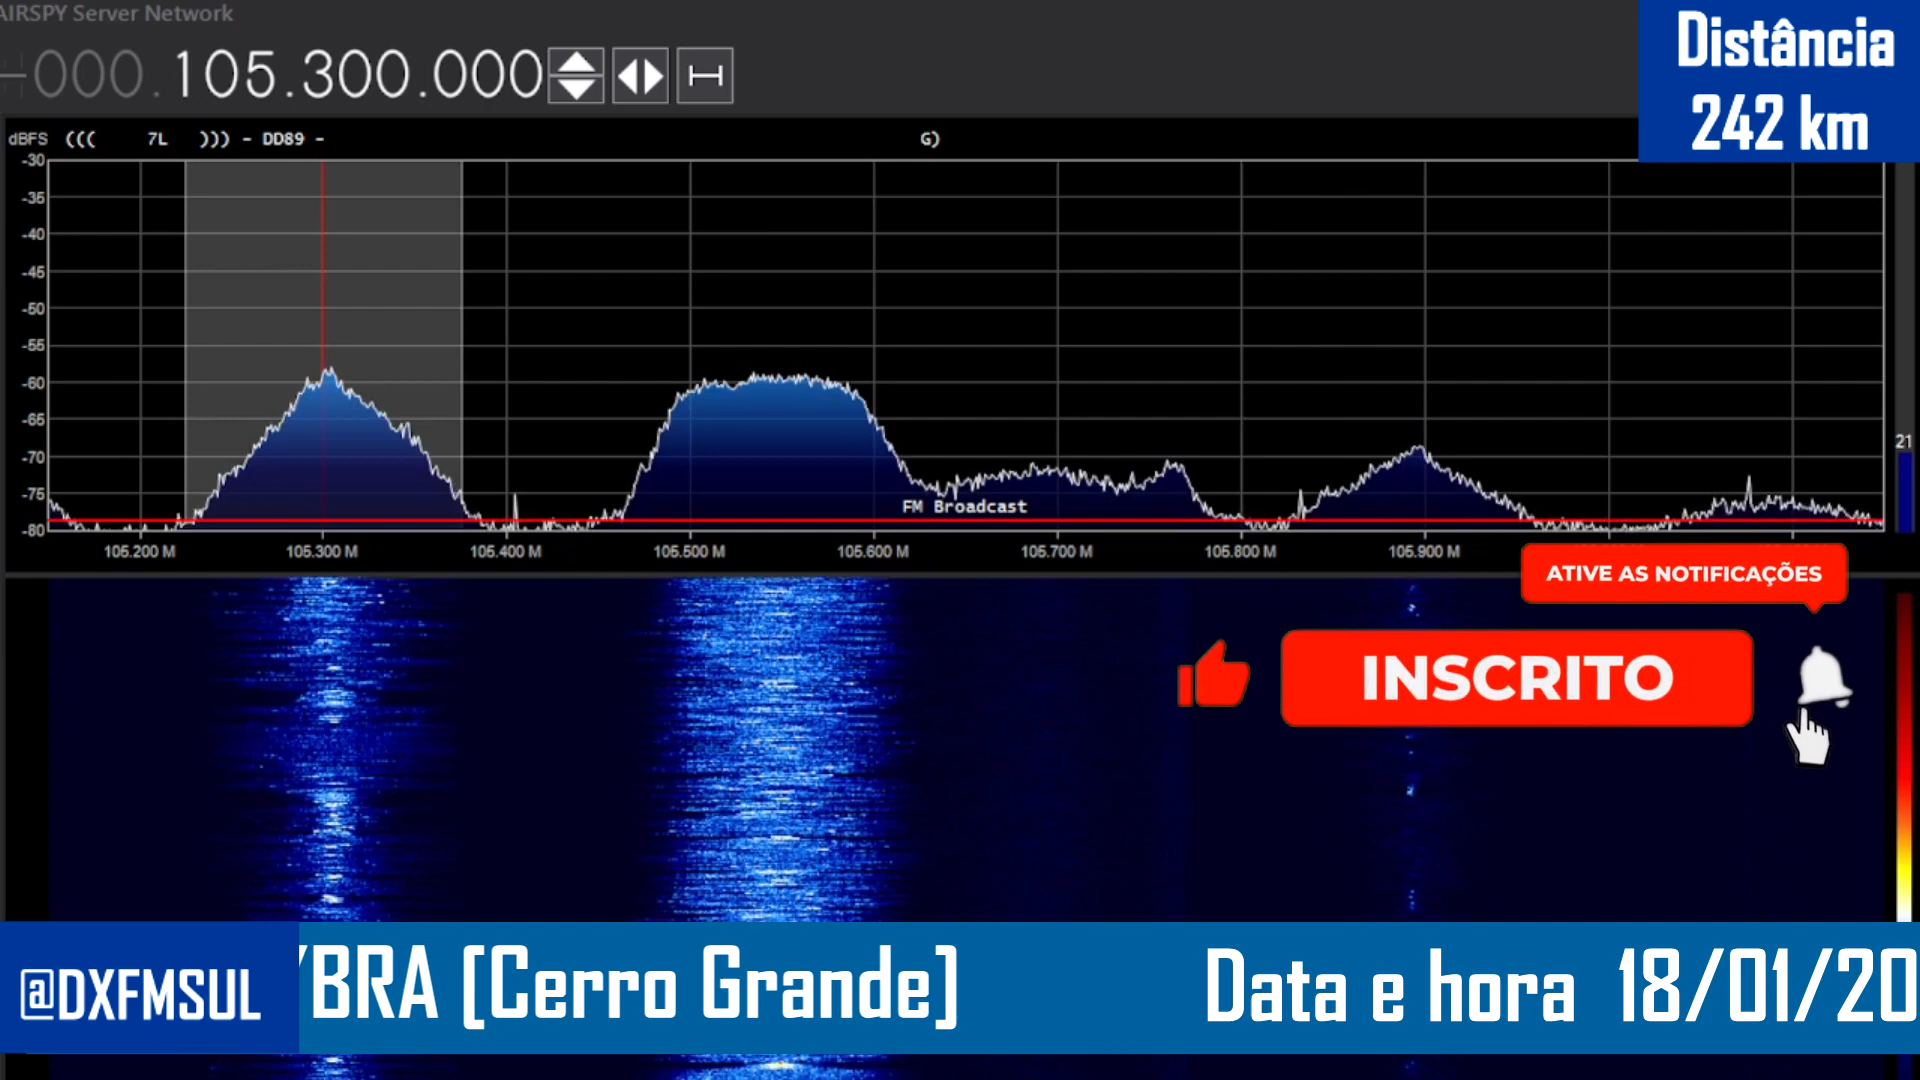 AIRSPY Server Network
000.105.300.000
Distância
242 km
dBFS ((( 7L ))) - DD89 - G)
-30
-35
-40
-45
-50
-55
-60
-65
-70
-75
-80
21
FM Broadcast
105.200 M 105.300 M 105.400 M 105.500 M 105.600 M 105.700 M 105.800 M 105.900 M
ATIVE AS NOTIFICAÇÕES
INSCRITO
@DXFMSUL
/BRA [Cerro Grande] Data e hora 18/01/20